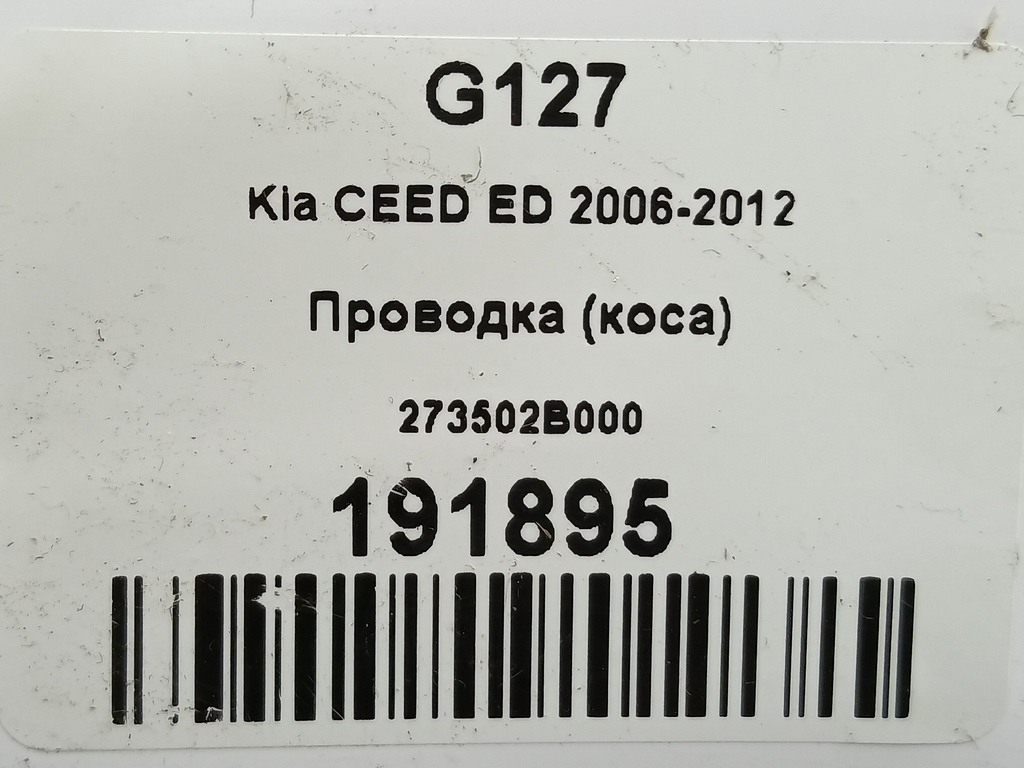 G127
Kia CEED ED 2006-2012
Проводка (коса)
273502B000
191895